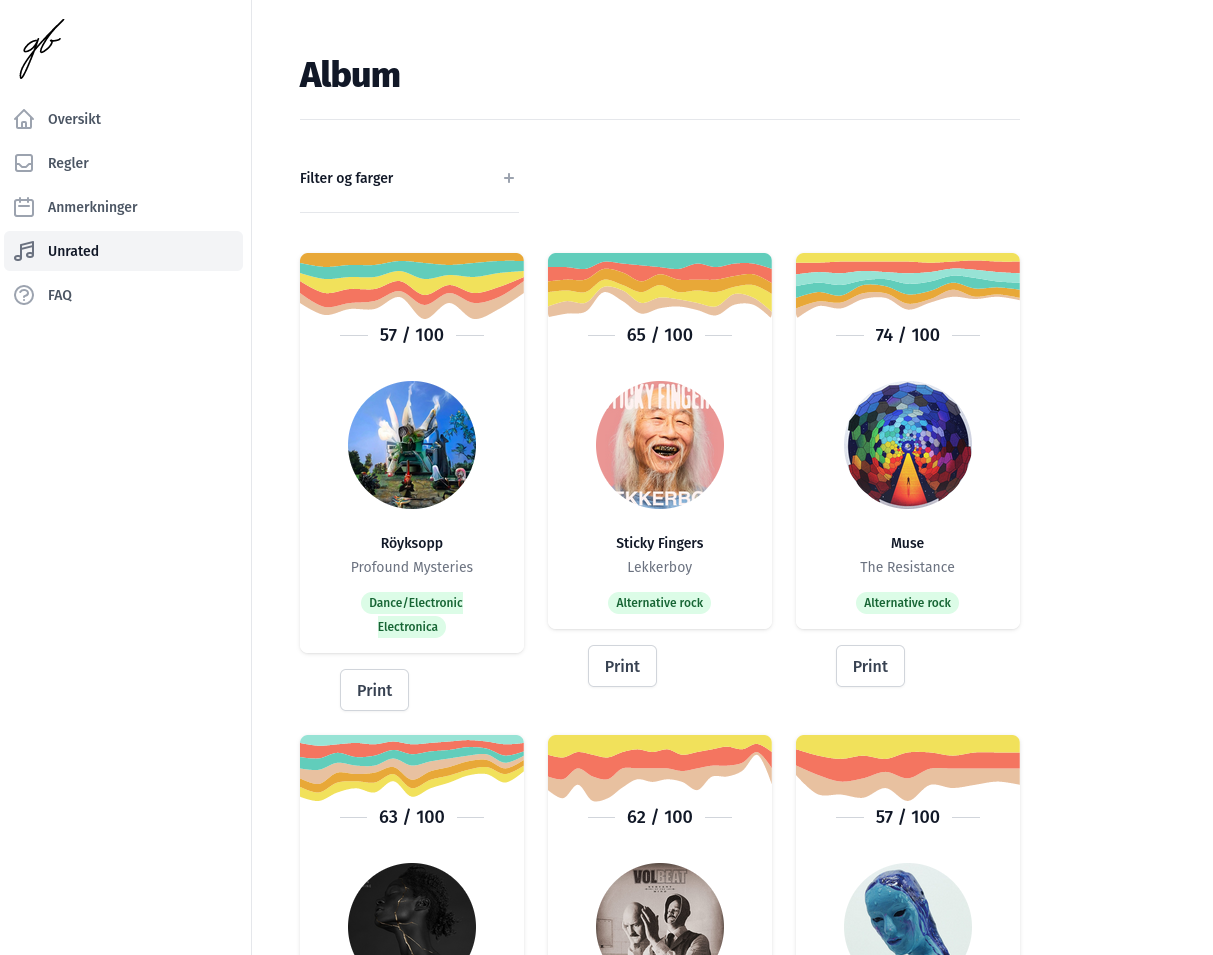 gb
Album
Oversikt
Regler
Anmerkninger
Unrated
FAQ
Filter og farger
57 / 100
65 / 100
74 / 100
STICKY FINGERS
LEKKERBOY
Röyksopp
Profound Mysteries
Dance/Electronic
Electronica
Sticky Fingers
Lekkerboy
Alternative rock
Muse
The Resistance
Alternative rock
Print
Print
Print
63 / 100
62 / 100
57 / 100
VOLBEAT